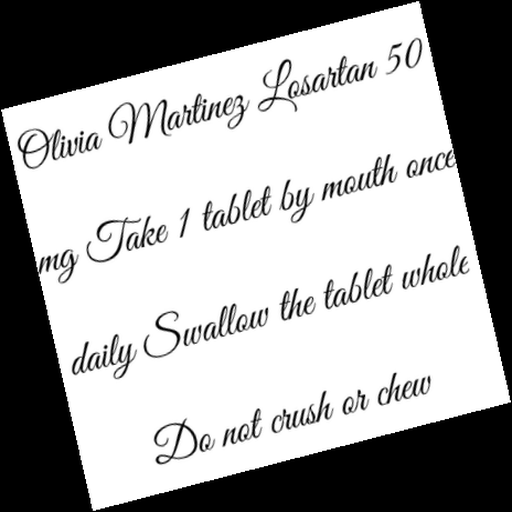 Olivia Martinez Losartan 50
mg Take 1 tablet by mouth once
daily Swallow the tablet whole
Do not crush or chew